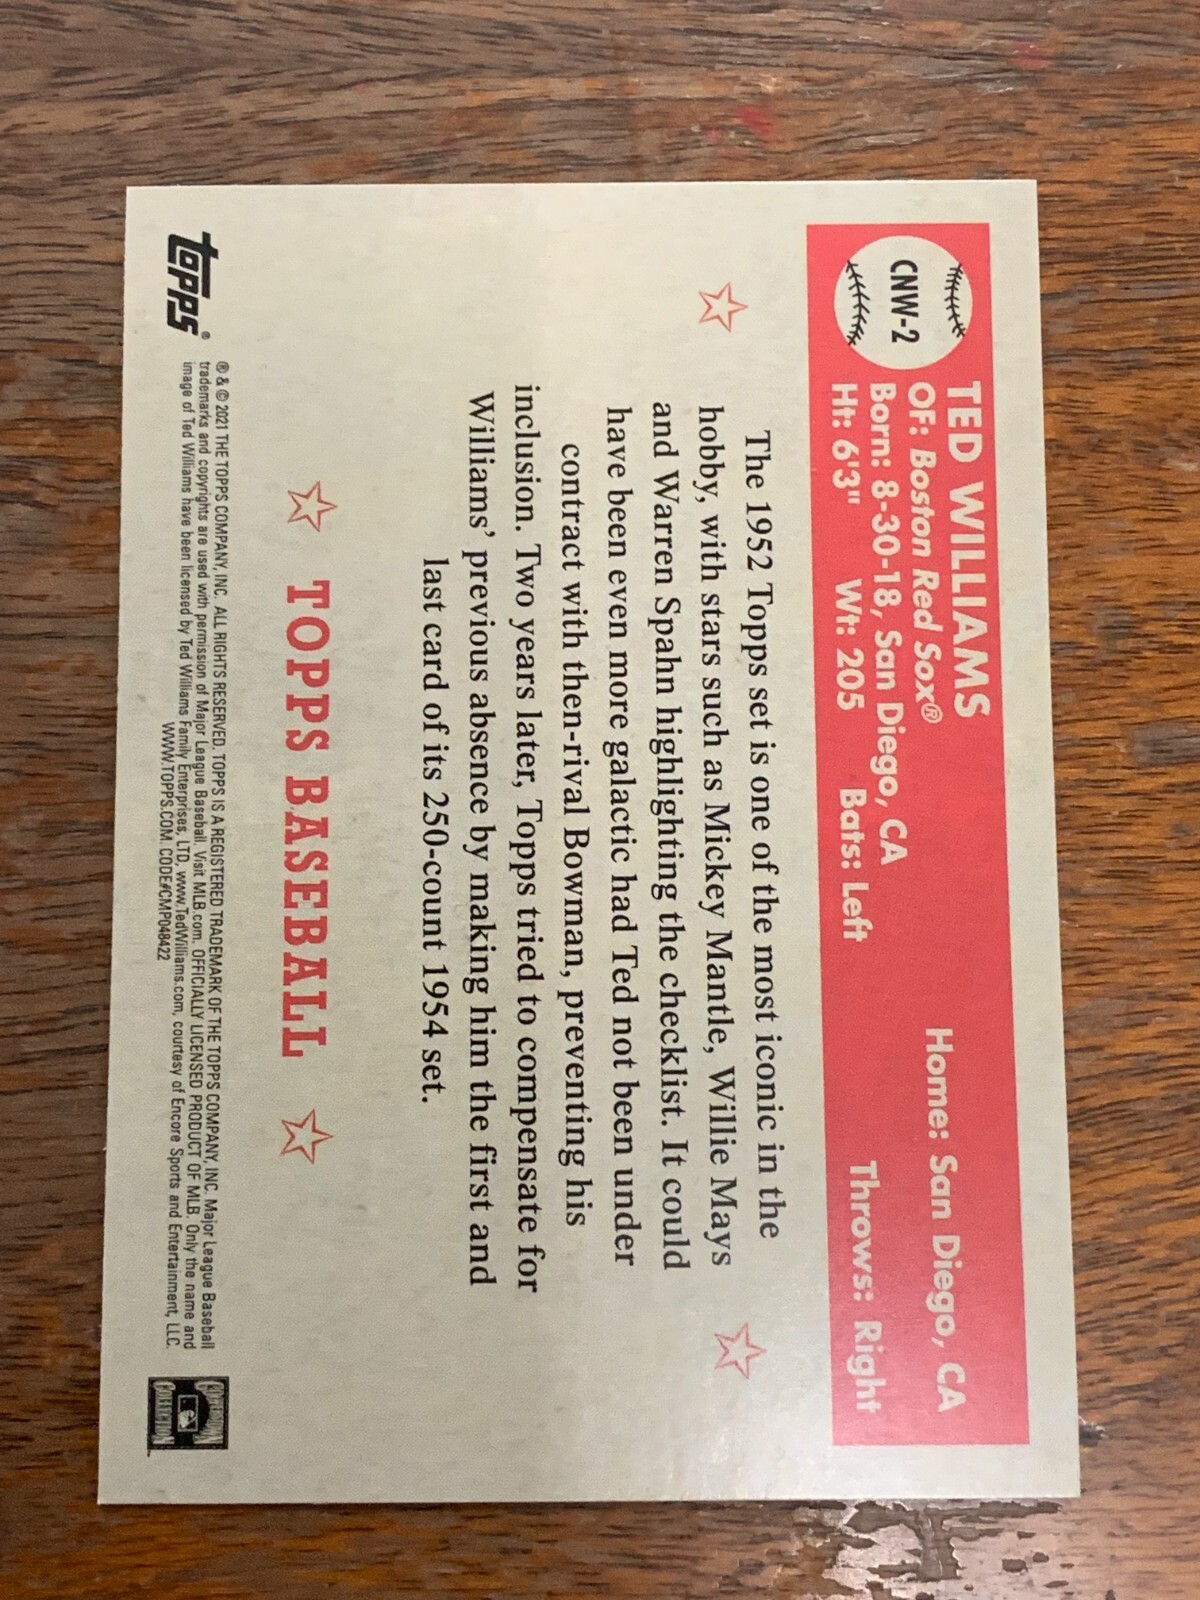 CNW-2
TED WILLIAMS
OF: Boston Red Sox® Home: San Diego, CA
Born: 8-30-18, San Diego, CA
Ht: 6'3" Wt: 205 Bats: Left Throws: Right
The 1952 Topps set is one of the most iconic in the
hobby, with stars such as Mickey Mantle, Willie Mays
and Warren Spahn highlighting the checklist. It could
have been even more galactic had Ted not been under
contract with then-rival Bowman, preventing his
inclusion. Two years later, Topps tried to compensate for
Williams' previous absence by making him the first and
last card of its 250-count 1954 set.
TOPPS BASEBALL
topps®
® & © 2021 THE TOPPS COMPANY, INC. ALL RIGHTS RESERVED. TOPPS IS A REGISTERED TRADEMARK OF THE TOPPS COMPANY, INC. Major League Baseball
trademarks and copyrights are used with permission of Major League Baseball. Visit MLB.com. OFFICIALLY LICENSED PRODUCT OF MLB. Only the name and
image of Ted Williams have been licensed by Ted Williams Family Enterprises, LTD, www.TedWilliams.com, courtesy of Encore Sports and Entertainment, LLC.
WWW.TOPPS.COM CODE#CMP048422
COOPERSTOWN
COLLECTION